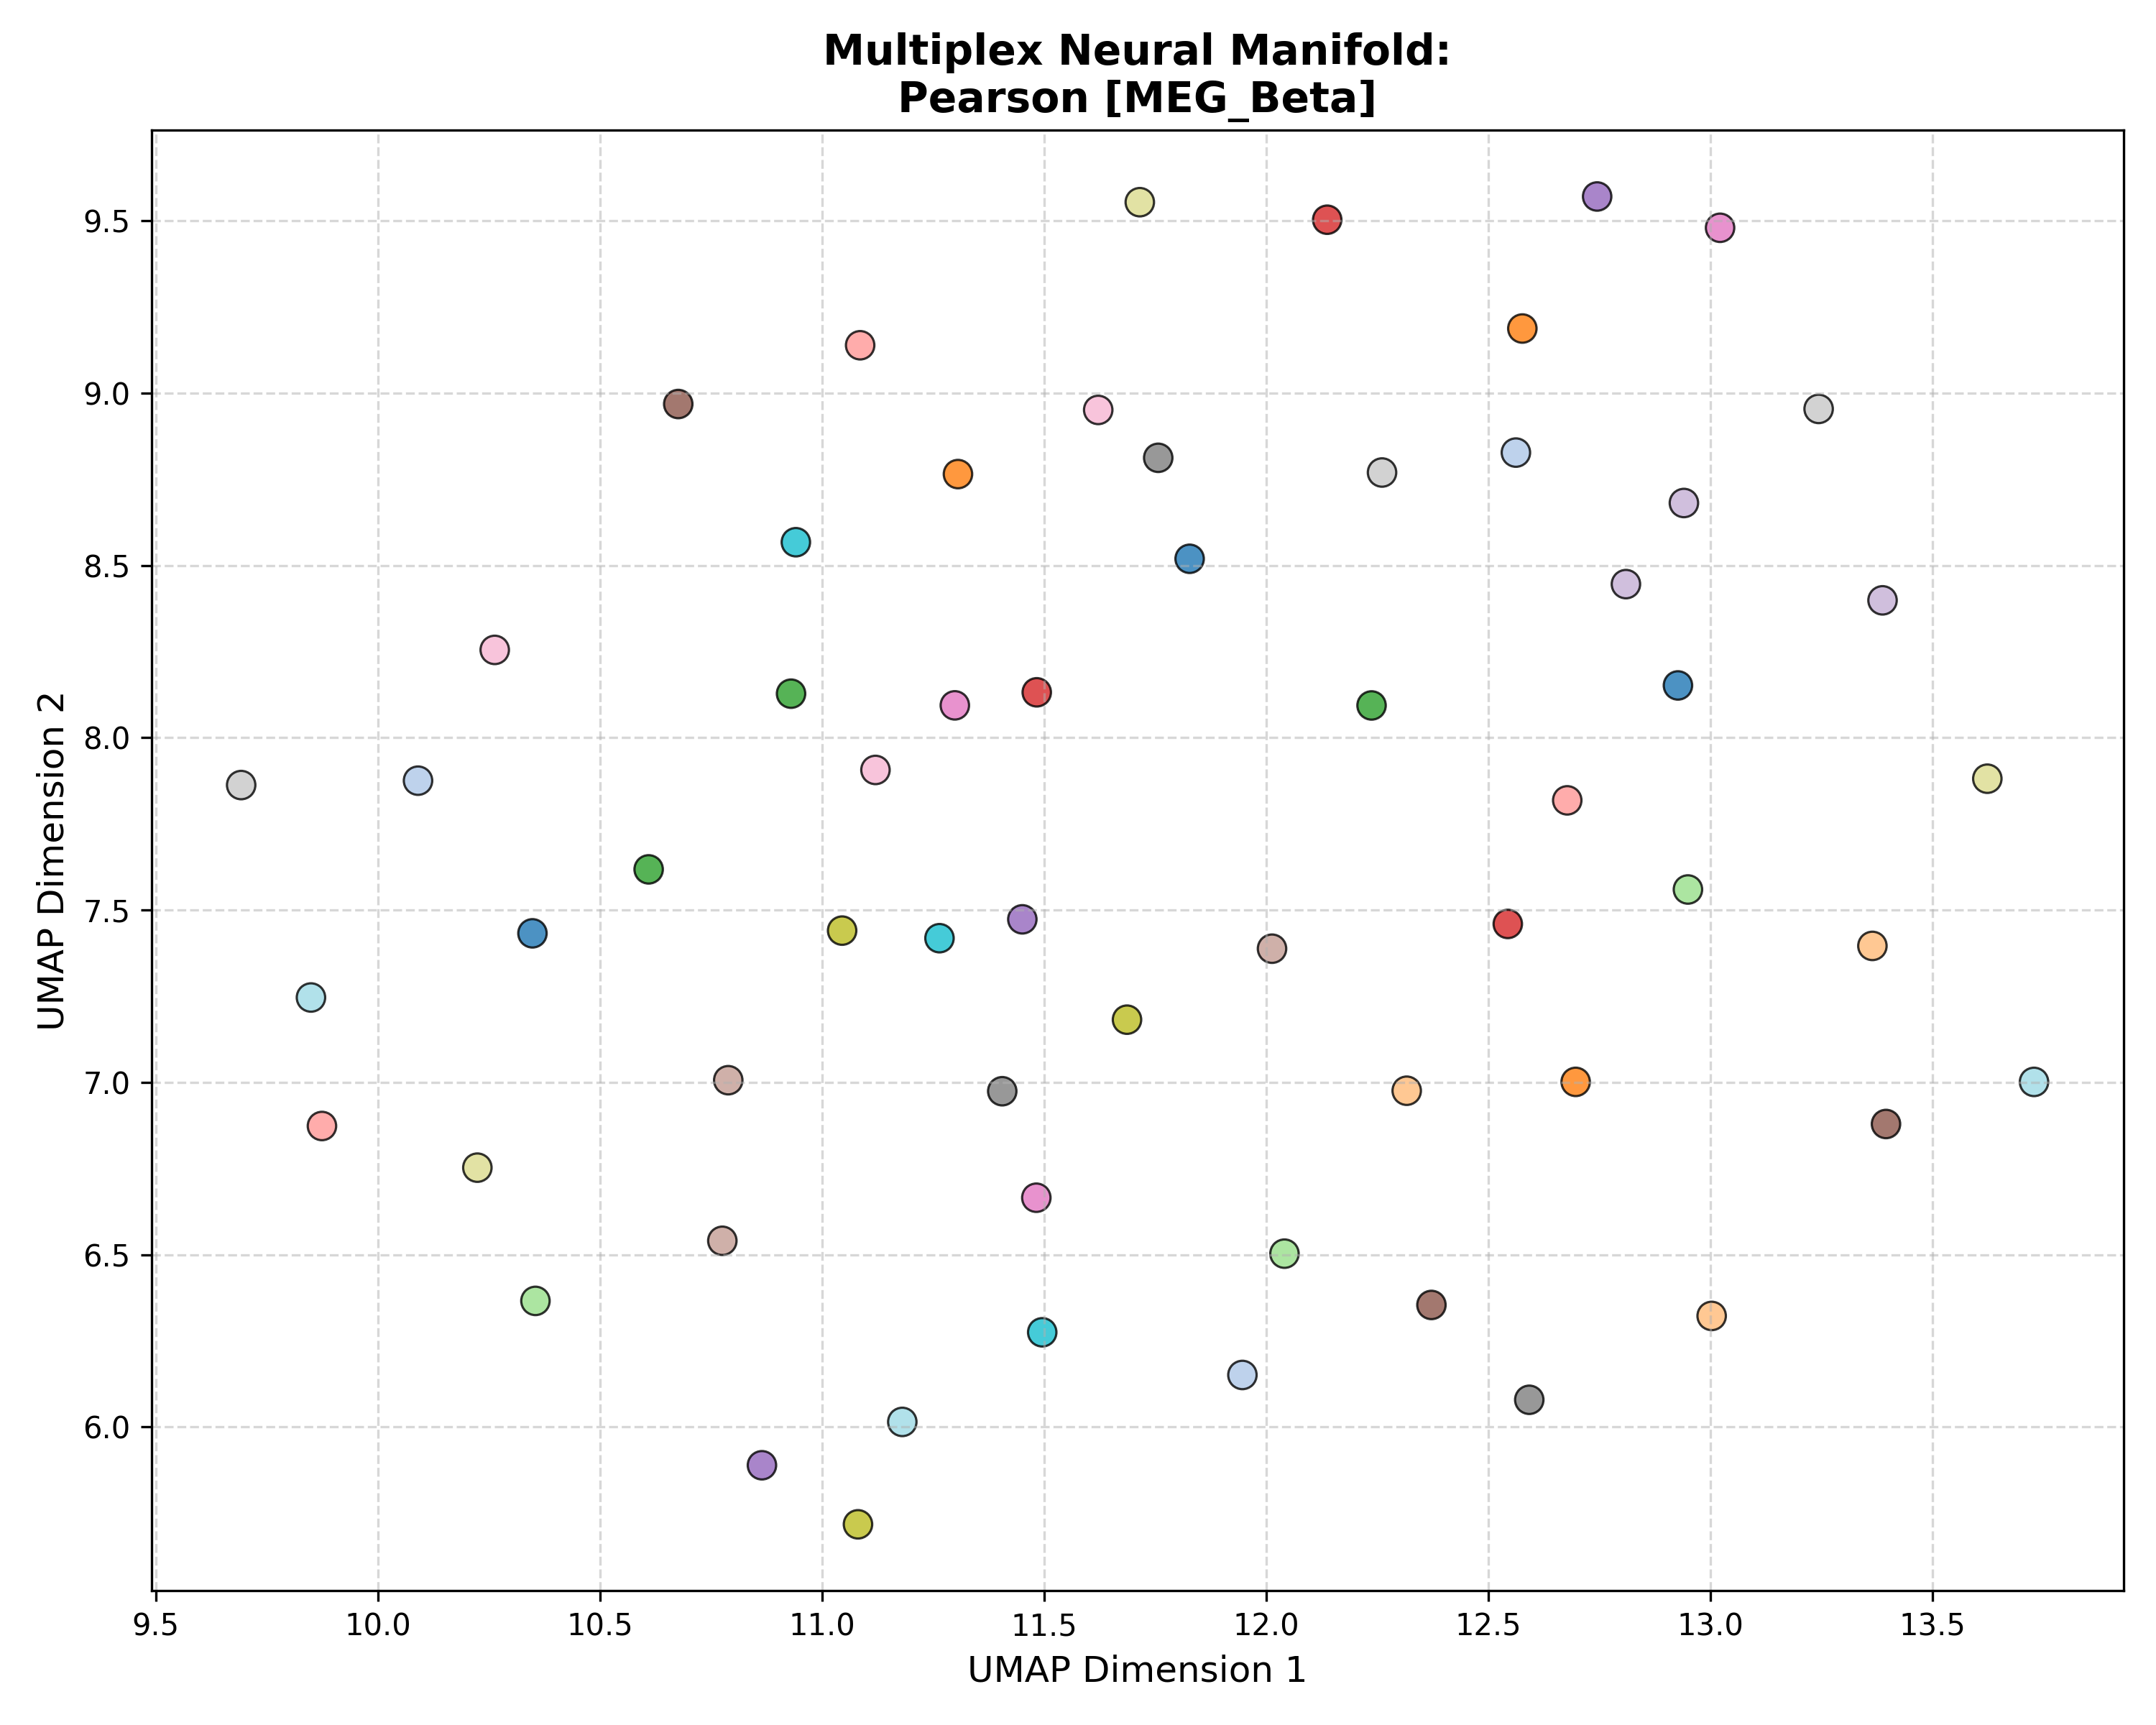 Multiplex Neural Manifold:
Pearson [MEG_Beta]
UMAP Dimension 2
9.5
9.0
8.5
8.0
7.5
7.0
6.5
6.0
9.5 10.0 10.5 11.0 11.5 12.0 12.5 13.0 13.5
UMAP Dimension 1